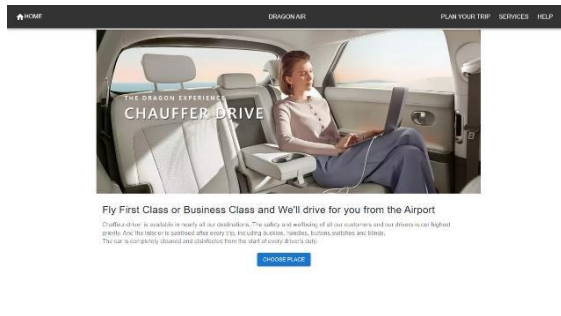 HOME
DRAGON AIR
PLAN YOUR TRIP
SERVICES
HELP
THE DRAGON EXPERIENCE
CHAUFFER DRIVE
Fly First Class or Business Class and We'll drive for you from the Airport
Chaffeur-driver is available in nearly all our destinations. The safety and wellbeing of all our customers and our drivers is our highest
priority. And the interior is sanitised after every trip, including buckles, handles, buttons, switches and blinds.
The car is completely cleaned and disinfected from the start of every driver's duty.
CHOOSE PLACE